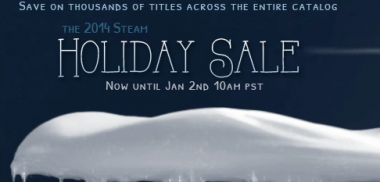 Save on thousands of titles across the entire catalog
the 2014 Steam
Holiday Sale
Now until Jan 2nd 10am pst